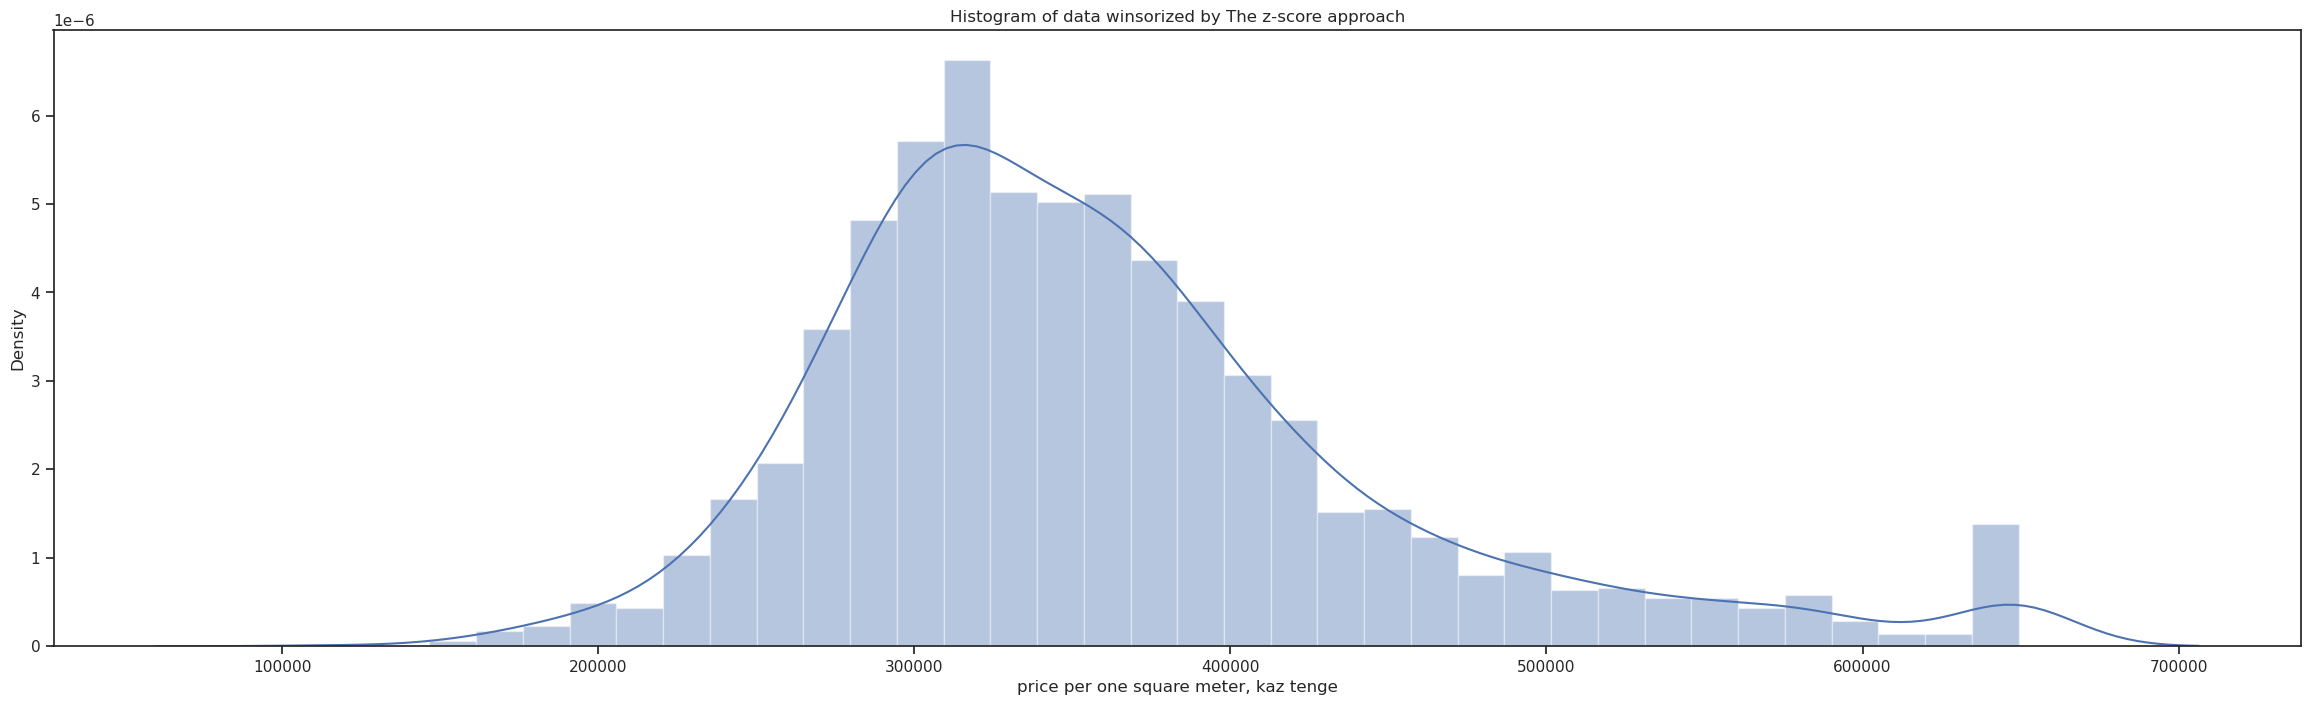 Histogram of data winsorized by The z-score approach
1e−6
6
5
4
3
2
1
0
Density
100000 200000 300000 400000 500000 600000 700000
price per one square meter, kaz tenge